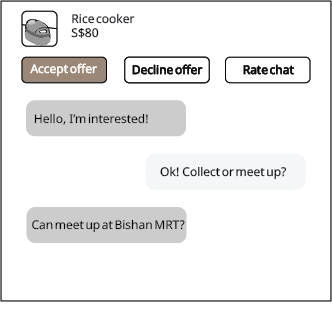 Rice cooker
S$80
Accept offer
Decline offer
Rate chat
Hello, I'm interested!
Ok! Collect or meet up?
Can meet up at Bishan MRT?